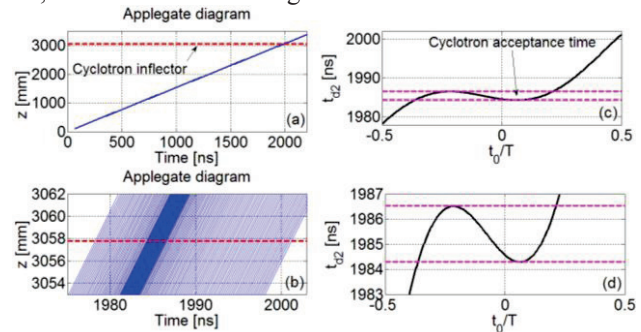 Applegate diagram
3000
2000
1000
0
z [mm]
Cyclotron inflector
(a)
0 500 1000 1500 2000
Time [ns]
2000
1990
1980
t_d2 [ns]
Cyclotron acceptance time
(c)
-0.5 0 0.5
t_0/T
Applegate diagram
3062
3060
3058
3056
3054
z [mm]
(b)
1980 1990 2000
Time [ns]
1987
1986
1985
1984
1983
t_d2 [ns]
(d)
-0.5 0 0.5
t_0/T